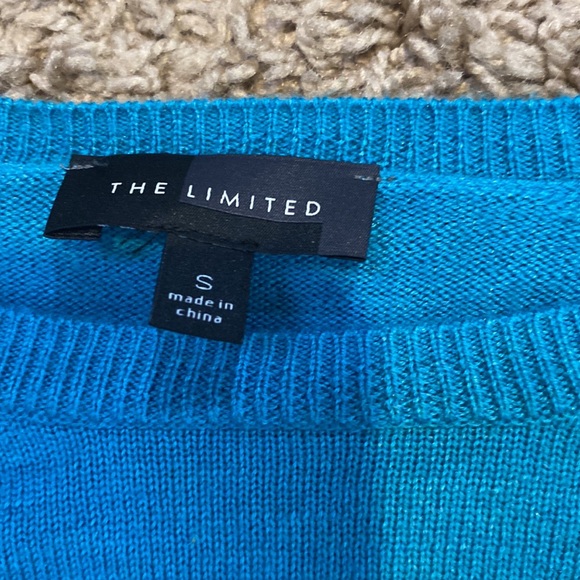 THE LIMITED
S
made in
china